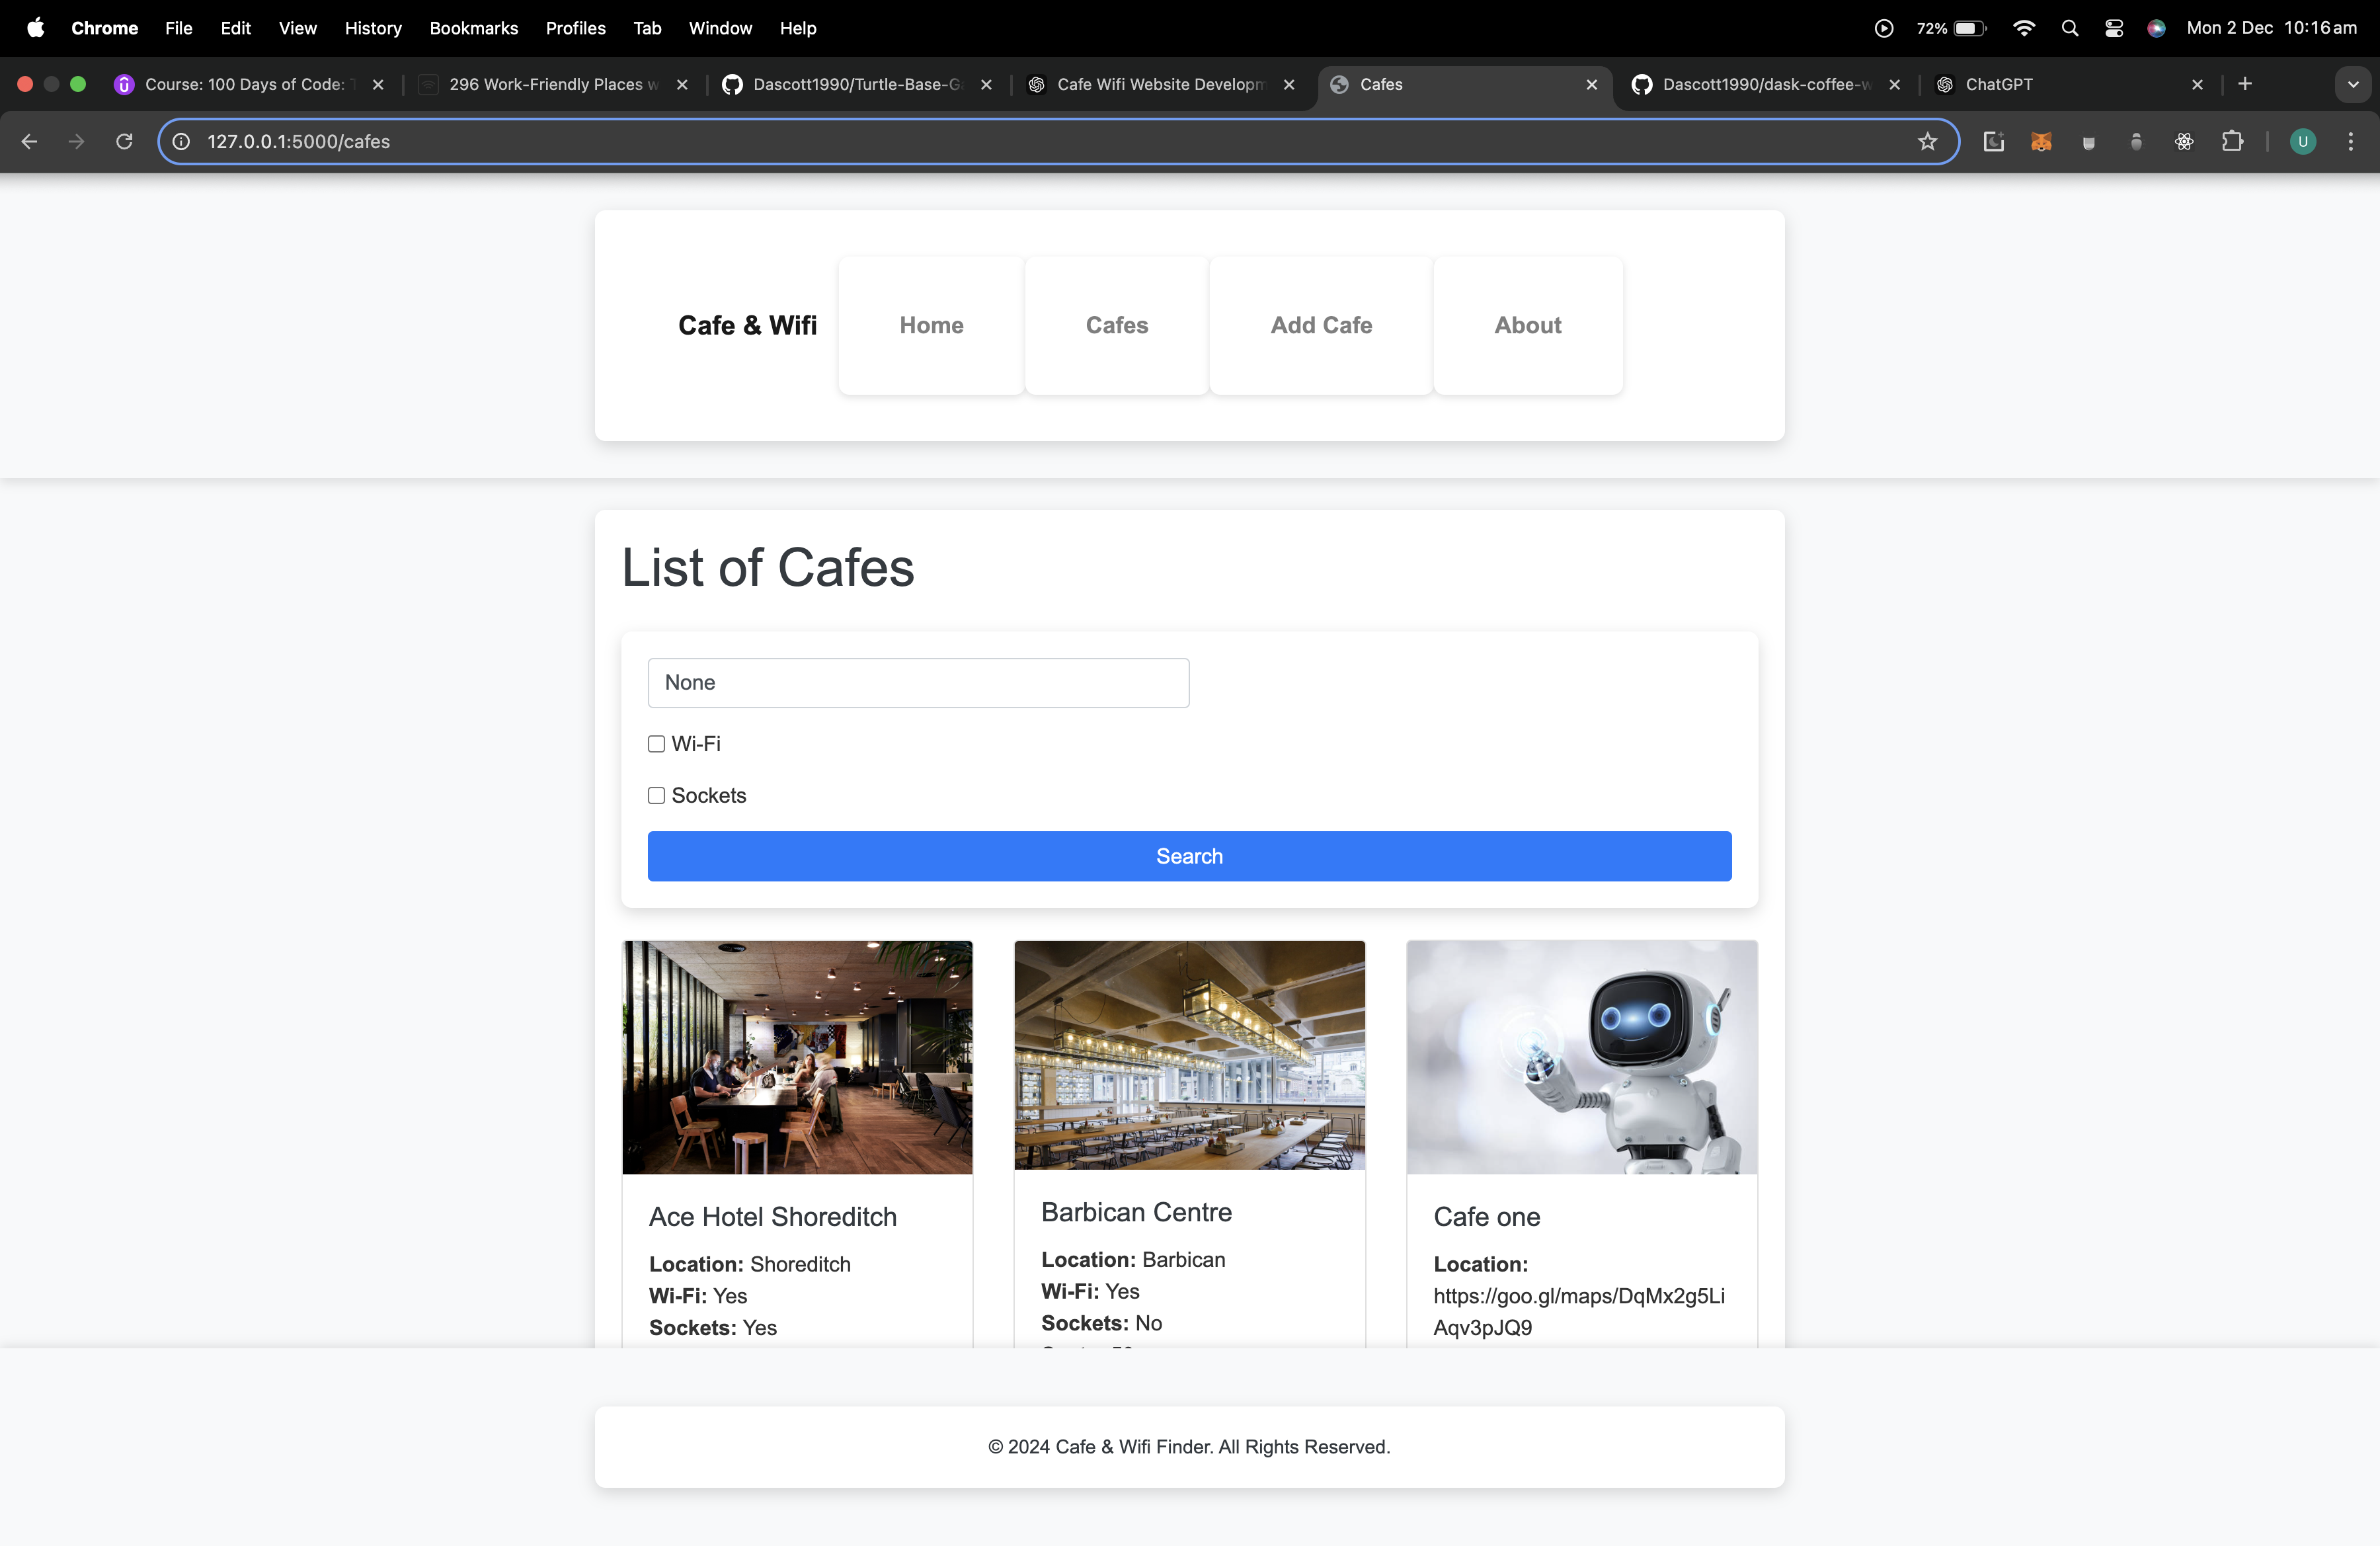 Chrome File Edit View History Bookmarks Profiles Tab Window Help 72% Mon 2 Dec 10:16 am
Course: 100 Days of Code: 296 Work-Friendly Places Dascott1990/Turtle-Base-G Cafe Wifi Website Developm Cafes Dascott1990/dask-coffee-w ChatGPT
127.0.0.1:5000/cafes U
Cafe & Wifi Home Cafes Add Cafe About
List of Cafes
None
Wi-Fi
Sockets
Search
Ace Hotel Shoreditch
Location: Shoreditch
Wi-Fi: Yes
Sockets: Yes
Barbican Centre
Location: Barbican
Wi-Fi: Yes
Sockets: No
Cafe one
Location:
https://goo.gl/maps/DqMx2g5Li
Aqv3pJQ9
© 2024 Cafe & Wifi Finder. All Rights Reserved.